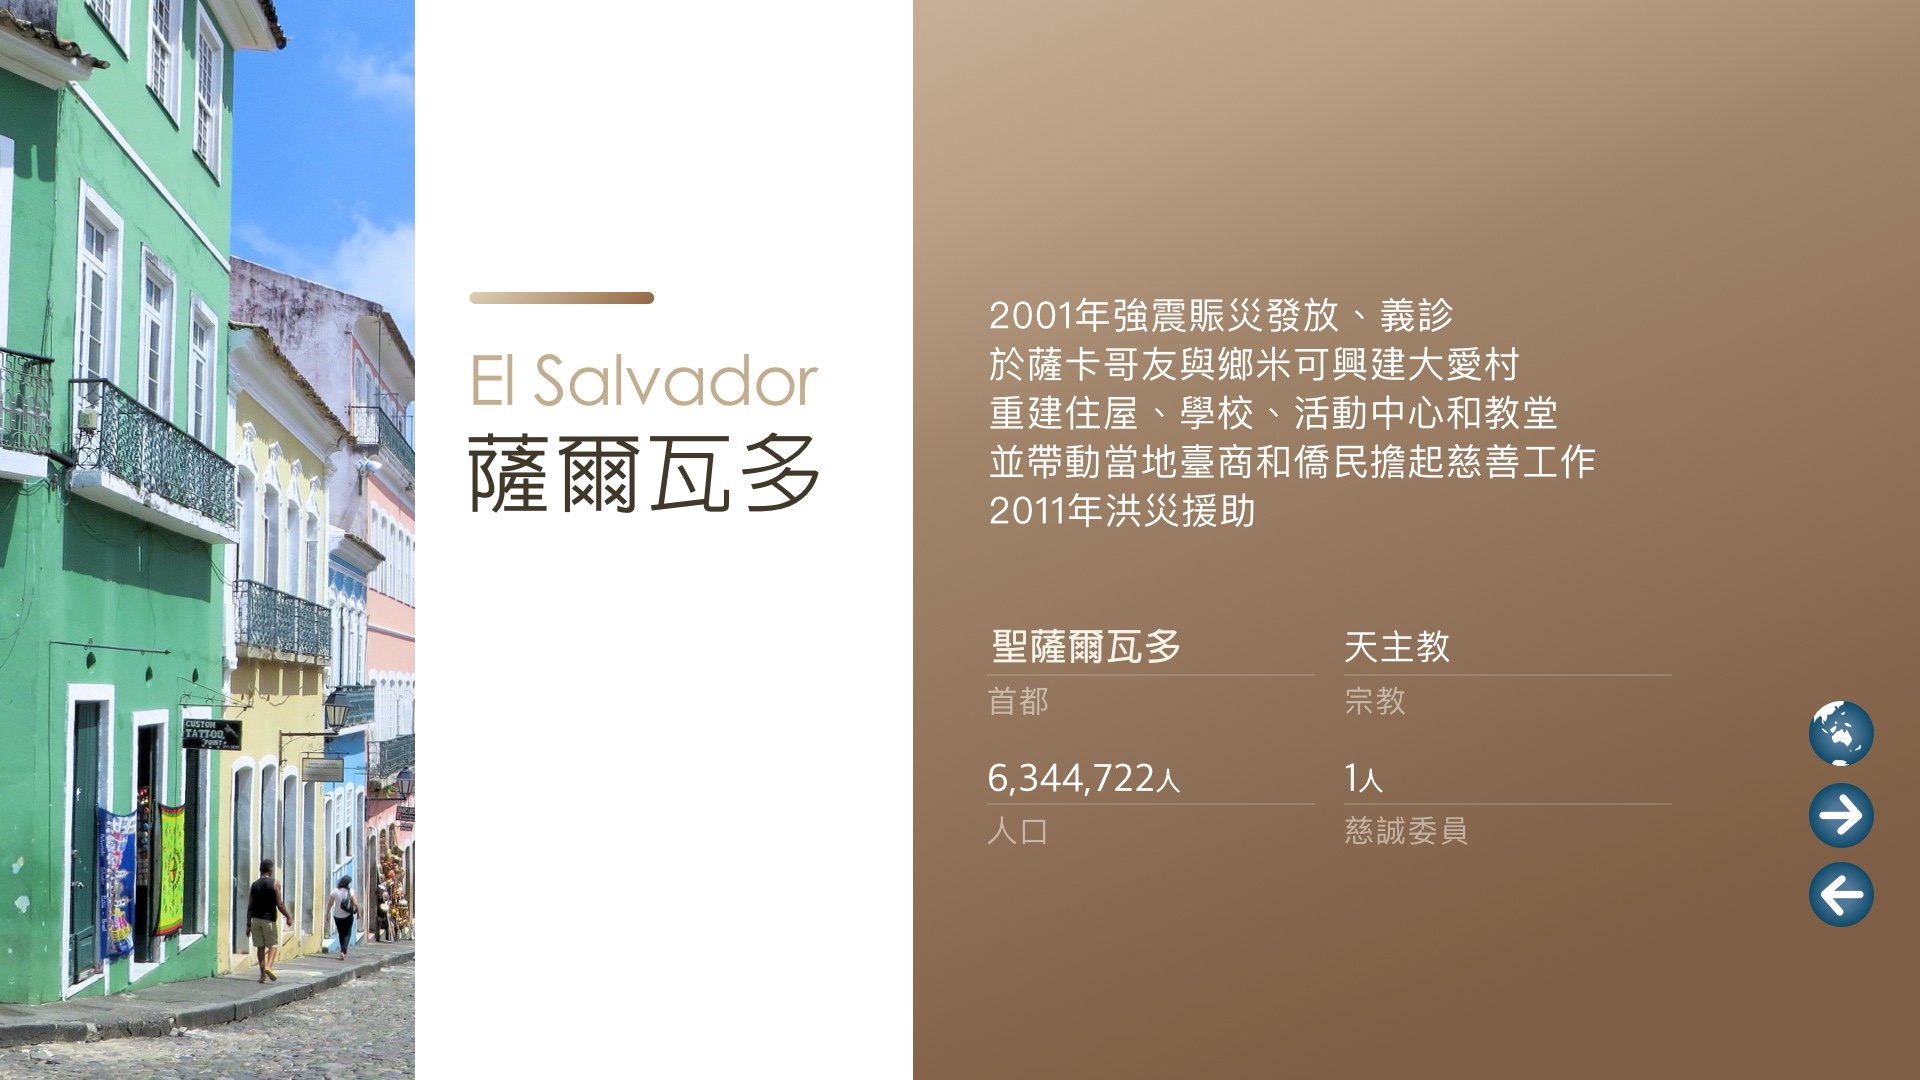 El Salvador
薩爾瓦多
2001年強震賑災發放、義診
於薩卡哥友與鄉米可興建大愛村
重建住屋、學校、活動中心和教堂
並帶動當地臺商和僑民擔起慈善工作
2011年洪災援助
聖薩爾瓦多
首都
天主教
宗教
6,344,722人
人口
1人
慈誠委員
CUSTOM
TATTOO
POINT